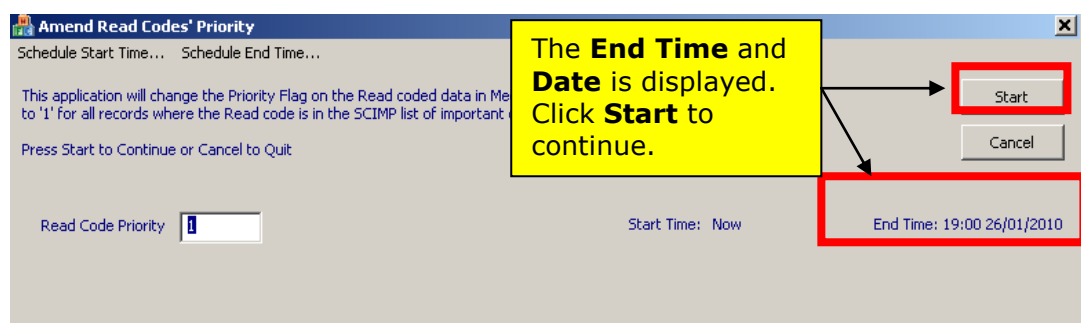 Amend Read Codes' Priority
Schedule Start Time... Schedule End Time...
This application will change the Priority Flag on the Read coded data in Me
to '1' for all records where the Read code is in the SCIMP list of important
Press Start to Continue or Cancel to Quit
The End Time and
Date is displayed.
Click Start to
continue.
Start
Cancel
Read Code Priority 1
Start Time: Now
End Time: 19:00 26/01/2010